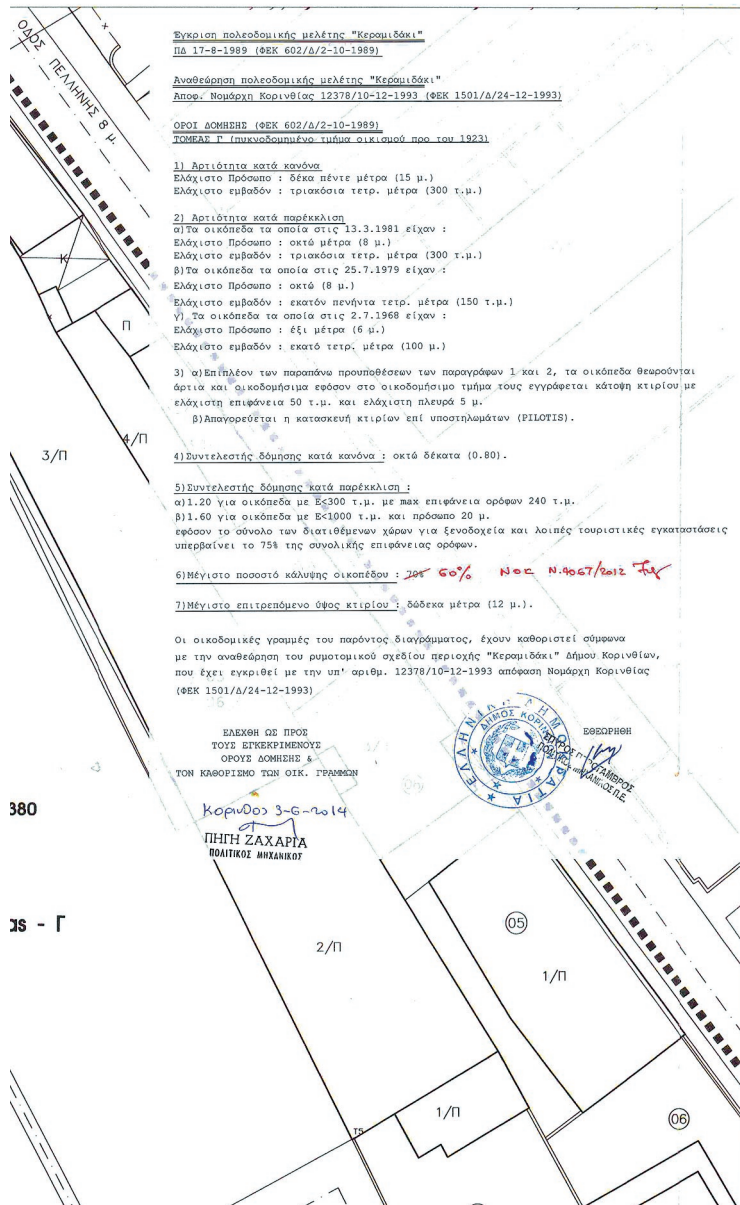 ΟΔΟΣ ΠΕΛΛΗΝΗΣ 8 μ.
Έγκριση πολεοδομικής μελέτης "Κεραμιδάκι"
ΠΔ 17-8-1989 (ΦΕΚ 602/Δ/2-10-1989)
Αναθεώρηση πολεοδομικής μελέτης "Κεραμιδάκι"
Αποφ. Νομάρχη Κορινθίας 12378/10-12-1993 (ΦΕΚ 1501/Δ/24-12-1993)
ΟΡΟΙ ΔΟΜΗΣΗΣ (ΦΕΚ 602/Δ/2-10-1989)
ΤΟΜΕΑΣ Γ (πυκνοδομημένο τμήμα οικισμού προ του 1923)
1) Αρτιότητα κατά κανόνα
Ελάχιστο Πρόσωπο : δέκα πέντε μέτρα (15 μ.)
Ελάχιστο εμβαδόν : τριακόσια τετρ. μέτρα (300 τ.μ.)
2) Αρτιότητα κατά παρέκκλιση
α)Τα οικόπεδα τα οποία στις 13.3.1981 είχαν :
Ελάχιστο Πρόσωπο : οκτώ μέτρα (8 μ.)
Ελάχιστο εμβαδόν : τριακόσια τετρ. μέτρα (300 τ.μ.)
β)Τα οικόπεδα τα οποία στις 25.7.1979 είχαν :
Ελάχιστο Πρόσωπο : οκτώ (8 μ.)
Ελάχιστο εμβαδόν : εκατόν πενήντα τετρ. μέτρα (150 τ.μ.)
γ) Τα οικόπεδα τα οποία στις 2.7.1968 είχαν :
Ελάχιστο Πρόσωπο : έξι μέτρα (6 μ.)
Ελάχιστο εμβαδόν : εκατό τετρ. μέτρα (100 μ.)
3) α)Επιπλέον των παραπάνω προυποθέσεων των παραγράφων 1 και 2, τα οικόπεδα θεωρούνται
άρτια και οικοδομήσιμα εφόσον στο οικοδομήσιμο τμήμα τους εγγράφεται κάτοψη κτιρίου με
ελάχιστη επιφάνεια 50 τ.μ. και ελάχιστη πλευρά 5 μ.
β)Απαγορεύεται η κατασκευή κτιρίων επί υποστηλωμάτων (PILOTIS).
4)Συντελεστής δόμησης κατά κανόνα : οκτώ δέκατα (0.80).
5)Συντελεστής δόμησης κατά παρέκκλιση :
α)1.20 για οικόπεδα με Ε<300 τ.μ. με max επιφάνεια ορόφων 240 τ.μ.
β)1.60 για οικόπεδα με Ε<1000 τ.μ. και πρόσωπο 20 μ.
εφόσον το σύνολο των διατιθέμενων χώρων για ξενοδοχεία και λοιπές τουριστικές εγκαταστάσεις
υπερβαίνει το 75% της συνολικής επιφάνειας ορόφων.
6)Μέγιστο ποσοστό κάλυψης οικοπέδου : 70% 60% ΝΟΚ Ν.4067/2012
7)Μέγιστο επιτρεπόμενο ύψος κτιρίου : δώδεκα μέτρα (12 μ.).
Οι οικοδομικές γραμμές του παρόντος διαγράμματος, έχουν καθοριστεί σύμφωνα
με την αναθεώρηση του ρυμοτομικού σχεδίου περιοχής "Κεραμιδάκι" Δήμου Κορινθίων,
που έχει εγκριθεί με την υπ' αριθμ. 12378/10-12-1993 απόφαση Νομάρχη Κορινθίας
(ΦΕΚ 1501/Δ/24-12-1993)
ΕΛΕΧΘΗ ΩΣ ΠΡΟΣ
ΤΟΥΣ ΕΓΚΕΚΡΙΜΕΝΟΥΣ
ΟΡΟΥΣ ΔΟΜΗΣΗΣ &
ΤΟΝ ΚΑΘΟΡΙΣΜΟ ΤΩΝ ΟΙΚ. ΓΡΑΜΜΩΝ
Κορινθος 3-6-2014
ΠΗΓΗ ΖΑΧΑΡΙΑ
ΠΟΛΙΤΙΚΟΣ ΜΗΧΑΝΙΚΟΣ
ΕΘΕΩΡΗΘΗ
ΠΟΛΙΤΙΚΟΣ ΜΗΧΑΝΙΚΟΣ Π.Ε.
ΕΛΛΗΝΙΚΗ ΔΗΜΟΚΡΑΤΙΑ
ΔΗΜΟΣ
Κ
Π
3/Π
4/Π
380
ας - Γ
2/Π
05
1/Π
1/Π
06
Τ5